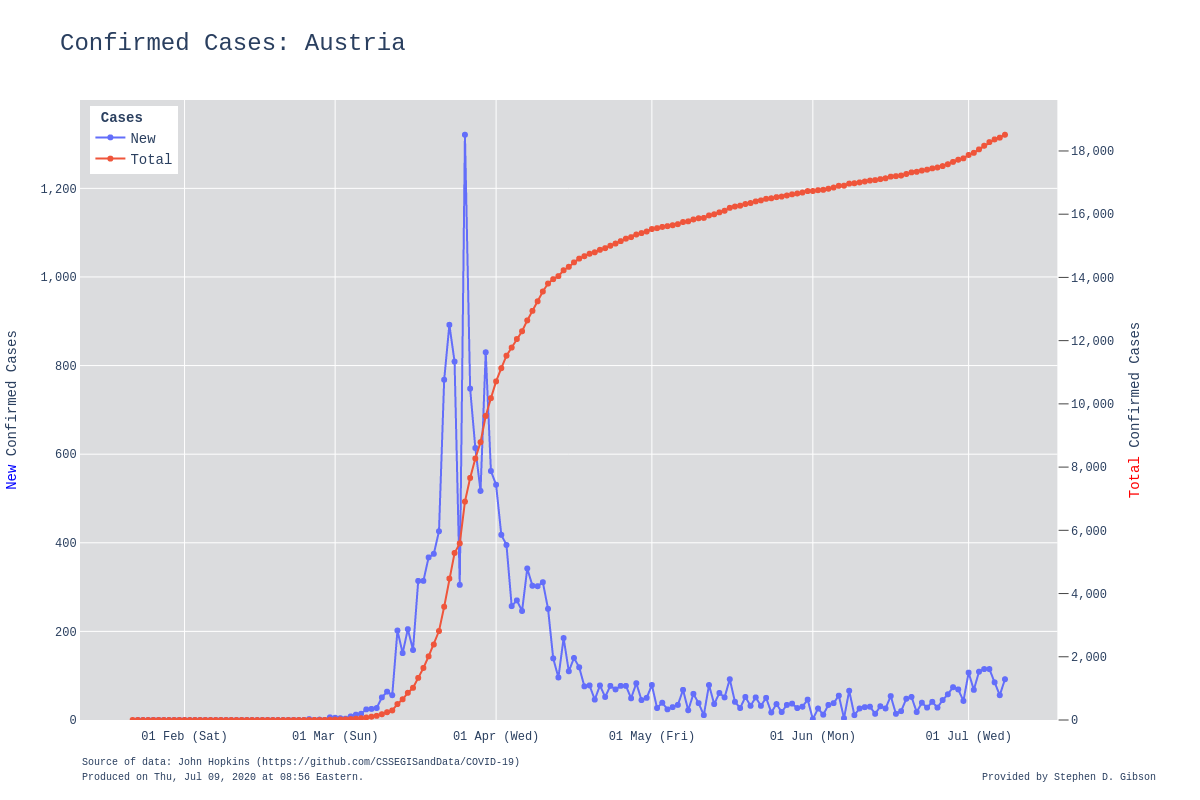 Confirmed Cases: Austria
Cases
New
Total
1,200
1,000
800
600
400
200
0
18,000
16,000
14,000
12,000
10,000
8,000
6,000
4,000
2,000
0
New Confirmed Cases
Total Confirmed Cases
01 Feb (Sat)
01 Mar (Sun)
01 Apr (Wed)
01 May (Fri)
01 Jun (Mon)
01 Jul (Wed)
Source of data: John Hopkins (https://github.com/CSSEGISandData/COVID-19)
Produced on Thu, Jul 09, 2020 at 08:56 Eastern.
Provided by Stephen D. Gibson